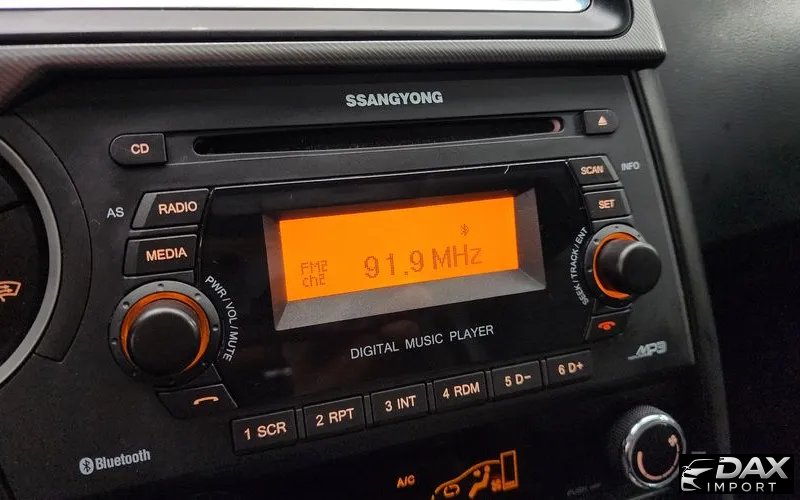 SSANGYONG
CD
SCAN
INFO
AS
RADIO
SET
MEDIA
FM2
ch2
91.9 MHz
PWR / VOL / MUTE
SEEK / TRACK / ENT
DIGITAL MUSIC PLAYER
MP3
1 SCR
2 RPT
3 INT
4 RDM
5 D-
6 D+
Bluetooth
A/C
DAX
IMPORT